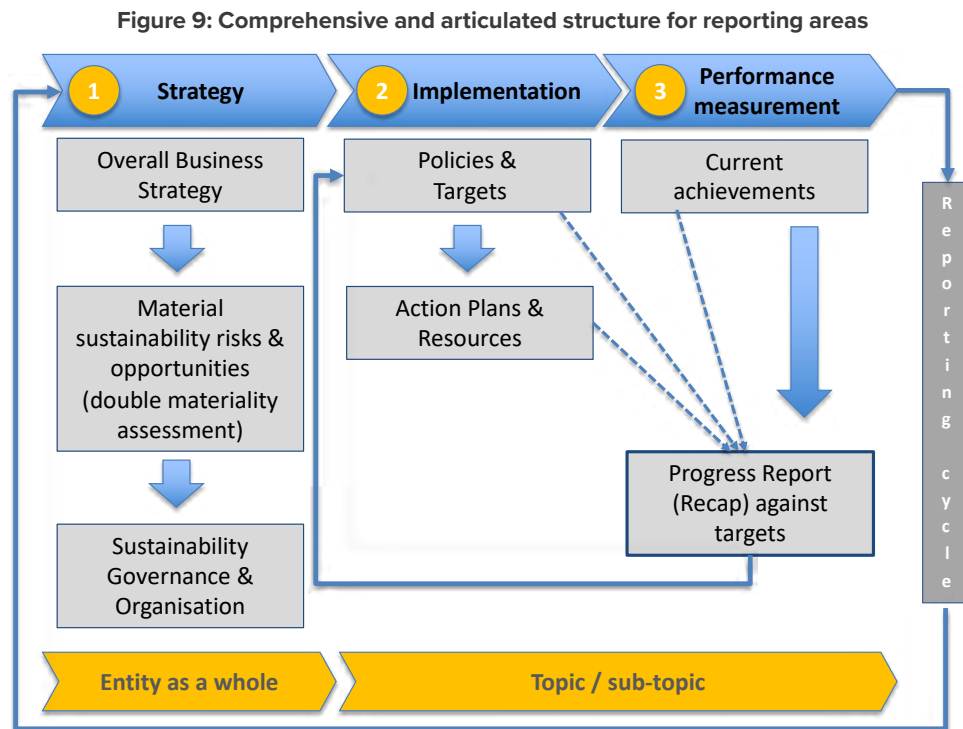 Figure 9: Comprehensive and articulated structure for reporting areas
1
Strategy
2
Implementation
3
Performance
measurement
Overall Business
Strategy
Material
sustainability risks &
opportunities
(double materiality
assessment)
Sustainability
Governance &
Organisation
Policies &
Targets
Action Plans &
Resources
Current
achievements
Progress Report
(Recap) against
targets
Reporting cycle
Entity as a whole
Topic / sub-topic